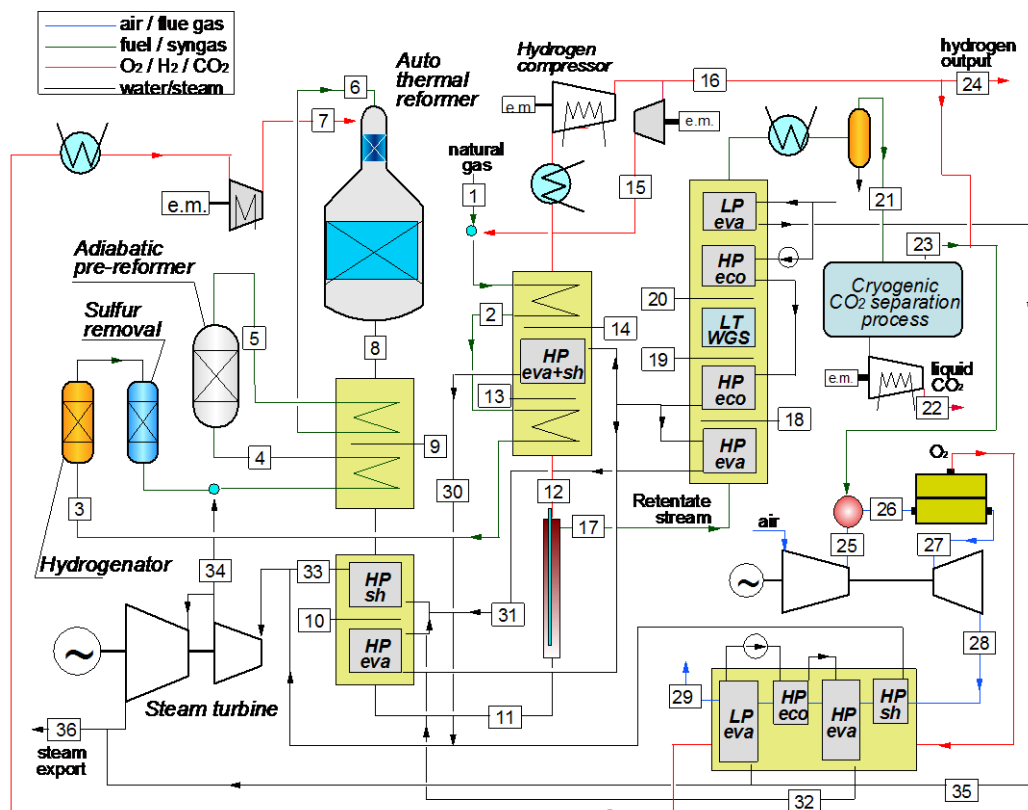 air / flue gas
fuel / syngas
O₂ / H₂ / CO₂
water/steam
Auto
thermal
reformer
Hydrogen
compressor
hydrogen
output
6
7
16
24
e.m.
e.m.
e.m.
natural
gas
1
15
21
23
LP
eva
HP
eco
20
LT
WGS
19
HP
eco
18
HP
eva
Cryogenic
CO₂ separation
process
e.m.
liquid
CO₂
22
Adiabatic
pre-reformer
Sulfur
removal
5
8
2
14
HP
eva+sh
13
4
9
3
30
12
17
Retentate
stream
O₂
26
air
25
27
Hydrogenator
34
33
HP
sh
10
31
HP
eva
28
~
~
Steam turbine
11
29
LP
eva
HP
eco
HP
eva
HP
sh
36
steam
export
32
35